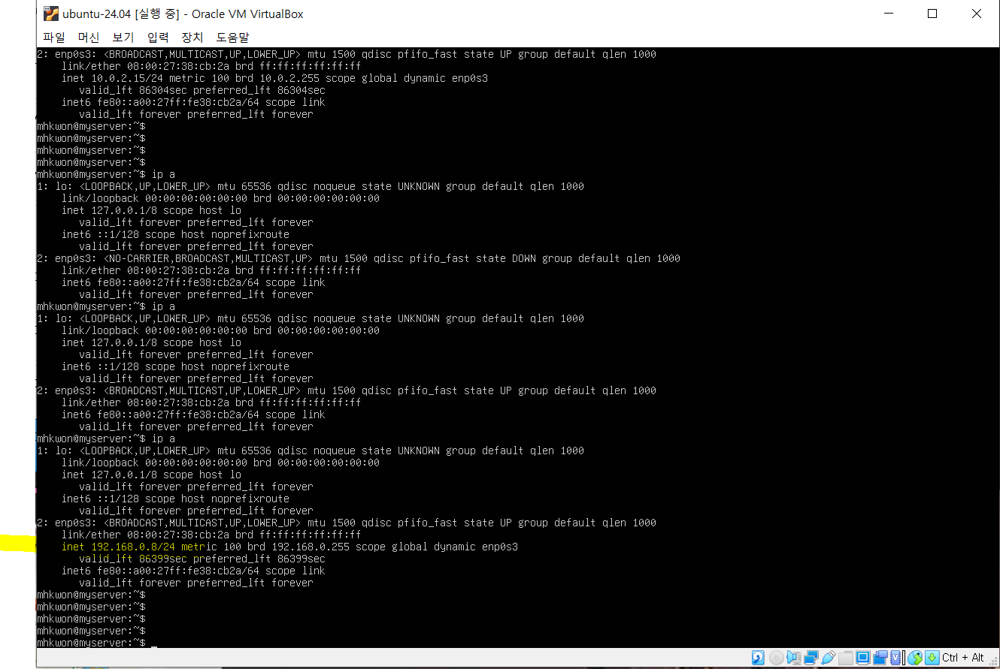 ubuntu-24.04 [실행 중] - Oracle VM VirtualBox
파일 머신 보기 입력 장치 도움말
2: enp0s3: <BROADCAST,MULTICAST,UP,LOWER_UP> mtu 1500 qdisc pfifo_fast state UP group default qlen 1000
link/ether 08:00:27:38:cb:2a brd ff:ff:ff:ff:ff:ff
inet 10.0.2.15/24 metric 100 brd 10.0.2.255 scope global dynamic enp0s3
valid_lft 86304sec preferred_lft 86304sec
inet6 fe80::a00:27ff:fe38:cb2a/64 scope link
valid_lft forever preferred_lft forever
mhkwon@myserver:~$
mhkwon@myserver:~$
mhkwon@myserver:~$
mhkwon@myserver:~$
mhkwon@myserver:~$ ip a
1: lo: <LOOPBACK,UP,LOWER_UP> mtu 65536 qdisc noqueue state UNKNOWN group default qlen 1000
link/loopback 00:00:00:00:00:00 brd 00:00:00:00:00:00
inet 127.0.0.1/8 scope host lo
valid_lft forever preferred_lft forever
inet6 ::1/128 scope host noprefixroute
valid_lft forever preferred_lft forever
2: enp0s3: <NO-CARRIER,BROADCAST,MULTICAST,UP> mtu 1500 qdisc pfifo_fast state DOWN group default qlen 1000
link/ether 08:00:27:38:cb:2a brd ff:ff:ff:ff:ff:ff
inet6 fe80::a00:27ff:fe38:cb2a/64 scope link
valid_lft forever preferred_lft forever
mhkwon@myserver:~$ ip a
1: lo: <LOOPBACK,UP,LOWER_UP> mtu 65536 qdisc noqueue state UNKNOWN group default qlen 1000
link/loopback 00:00:00:00:00:00 brd 00:00:00:00:00:00
inet 127.0.0.1/8 scope host lo
valid_lft forever preferred_lft forever
inet6 ::1/128 scope host noprefixroute
valid_lft forever preferred_lft forever
2: enp0s3: <BROADCAST,MULTICAST,UP,LOWER_UP> mtu 1500 qdisc pfifo_fast state UP group default qlen 1000
link/ether 08:00:27:38:cb:2a brd ff:ff:ff:ff:ff:ff
inet6 fe80::a00:27ff:fe38:cb2a/64 scope link
valid_lft forever preferred_lft forever
mhkwon@myserver:~$ ip a
1: lo: <LOOPBACK,UP,LOWER_UP> mtu 65536 qdisc noqueue state UNKNOWN group default qlen 1000
link/loopback 00:00:00:00:00:00 brd 00:00:00:00:00:00
inet 127.0.0.1/8 scope host lo
valid_lft forever preferred_lft forever
inet6 ::1/128 scope host noprefixroute
valid_lft forever preferred_lft forever
2: enp0s3: <BROADCAST,MULTICAST,UP,LOWER_UP> mtu 1500 qdisc pfifo_fast state UP group default qlen 1000
link/ether 08:00:27:38:cb:2a brd ff:ff:ff:ff:ff:ff
inet 192.168.0.8/24 metric 100 brd 192.168.0.255 scope global dynamic enp0s3
valid_lft 86399sec preferred_lft 86399sec
inet6 fe80::a00:27ff:fe38:cb2a/64 scope link
valid_lft forever preferred_lft forever
mhkwon@myserver:~$
mhkwon@myserver:~$
mhkwon@myserver:~$
mhkwon@myserver:~$
mhkwon@myserver:~$ _
Ctrl + Alt